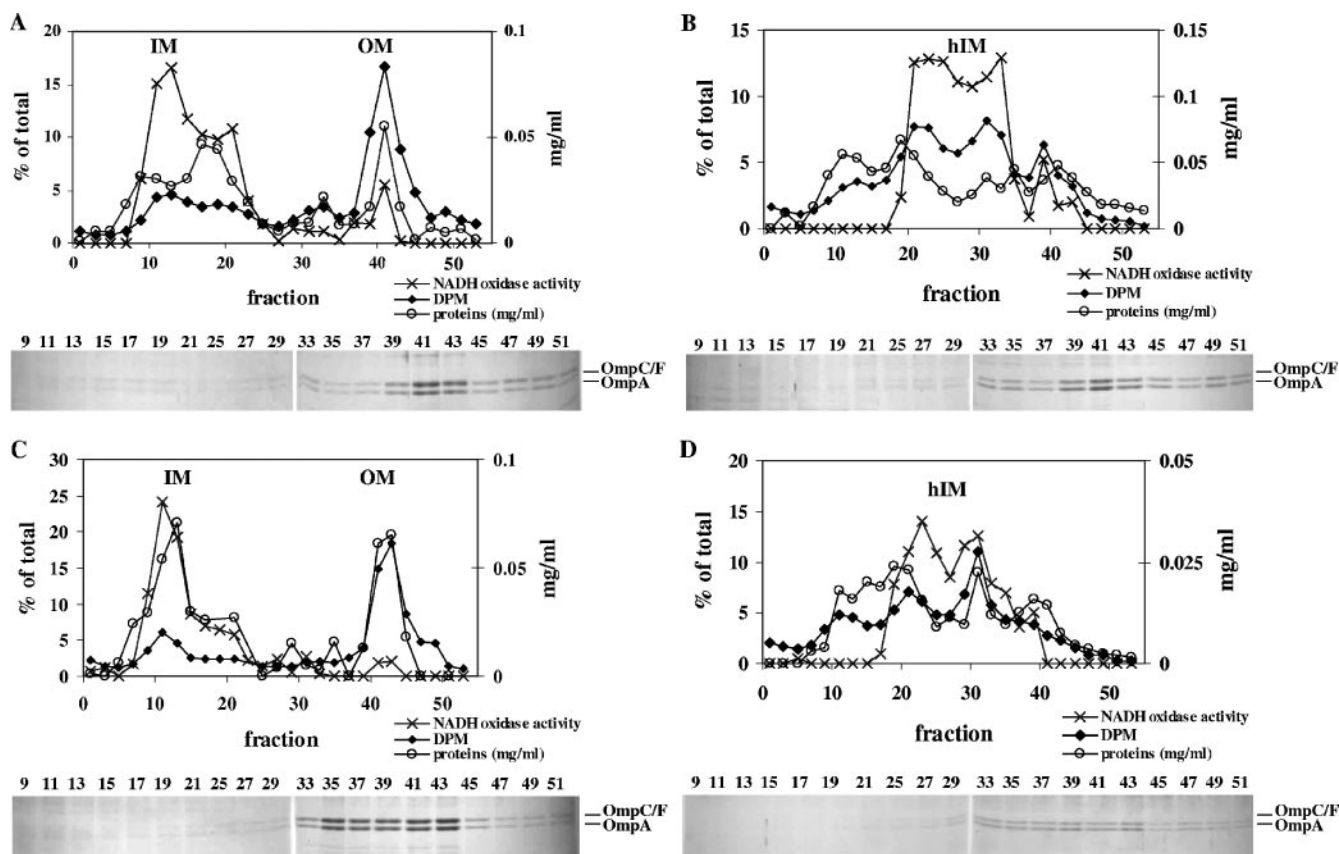 A
IM OM
20 15 10 5 0
% of total
0.1 0.05 0
mg/ml
0 10 20 30 40 50
fraction
NADH oxidase activity
DPM
proteins (mg/ml)
9 11 13 15 17 19 21 25 27 29 33 35 37 39 41 43 45 47 49 51
OmpC/F
OmpA
B
hIM
15 10 5 0
% of total
0.15 0.1 0.05 0
mg/ml
0 10 20 30 40 50
fraction
NADH oxidase activity
DPM
proteins (mg/ml)
9 11 13 15 17 19 21 25 27 29 33 35 37 39 41 43 45 47 49 51
OmpC/F
OmpA
C
IM OM
30 25 20 15 10 5 0
% of total
0.1 0.05 0
mg/ml
0 10 20 30 40 50
fraction
NADH oxidase activity
DPM
proteins (mg/ml)
9 11 13 15 17 19 21 25 27 29 33 35 37 39 41 43 45 47 49 51
OmpC/F
OmpA
D
hIM
20 15 10 5 0
% of total
0.05 0.025 0
mg/ml
0 10 20 30 40 50
fraction
NADH oxidase activity
DPM
proteins (mg/ml)
9 11 13 15 17 19 21 25 27 29 33 35 37 39 41 43 45 47 49 51
OmpC/F
OmpA